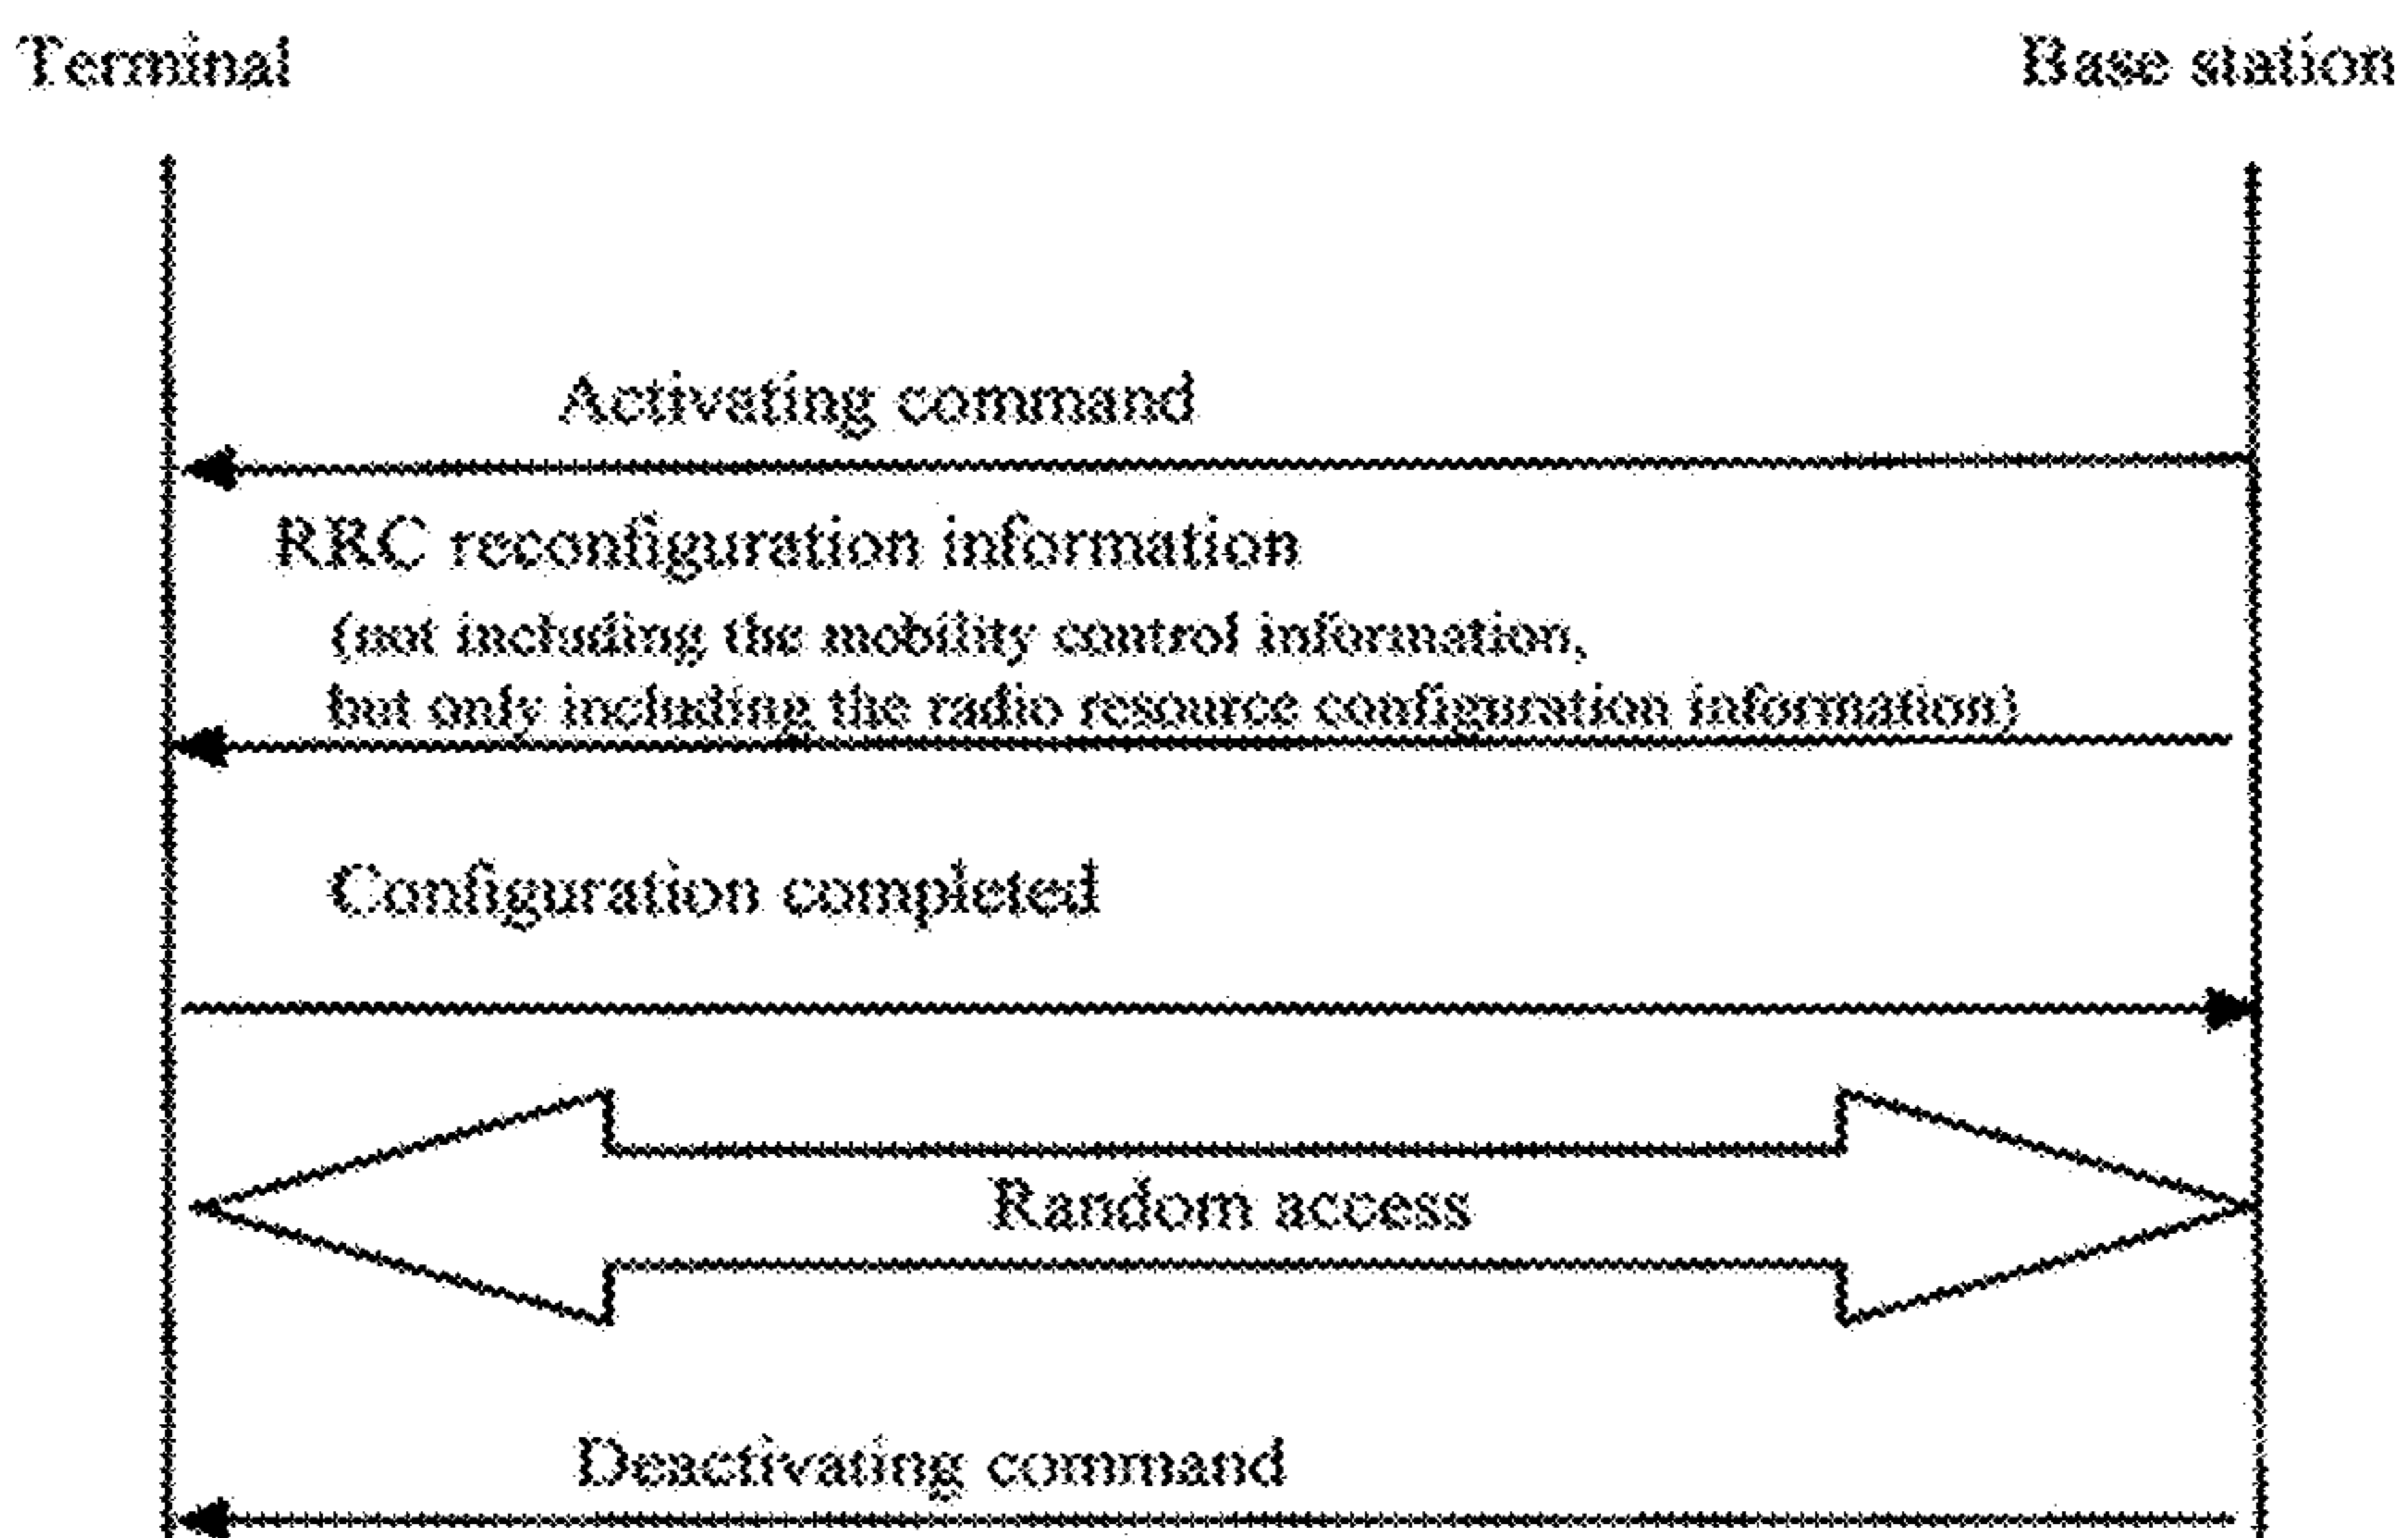 Terminal
Base station
Activating command
RRC reconfiguration information
(not including the mobility control information,
but only including the radio resource configuration information)
Configuration completed
Random access
Deactivating command